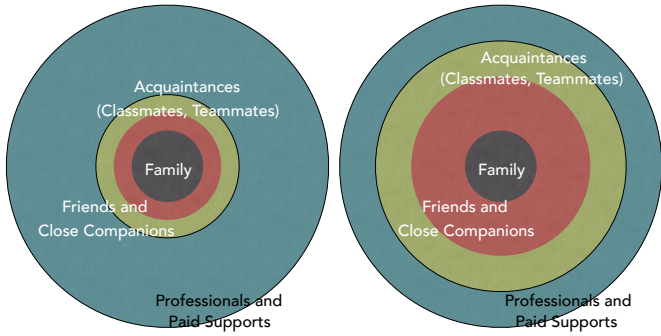 Acquaintances
(Classmates, Teammates)
Family
Friends and
Close Companions
Professionals and
Paid Supports
Acquaintances
(Classmates, Teammates)
Family
Friends and
Close Companions
Professionals and
Paid Supports